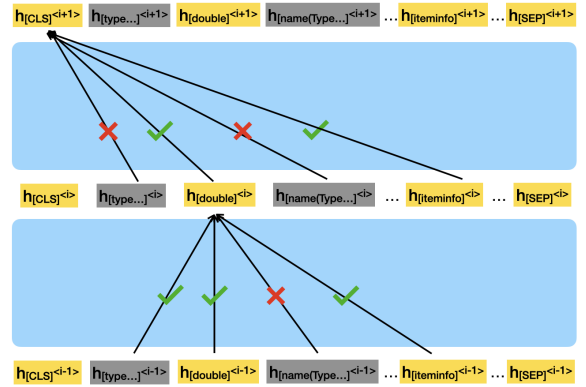 h[CLS]<i+1> h[type...]<i+1> h[double]<i+1> h[name(Type...]<i+1> ...h[iteminfo]<i+1> ... h[SEP]<i+1>
h[CLS]<i> h[type...]<i> h[double]<i> h[name(Type...]<i> ... h[iteminfo]<i> ... h[SEP]<i>
h[CLS]<i-1> h[type...]<i-1> h[double]<i-1> h[name(Type...]<i-1> ...h[iteminfo]<i-1> ... h[SEP]<i-1>